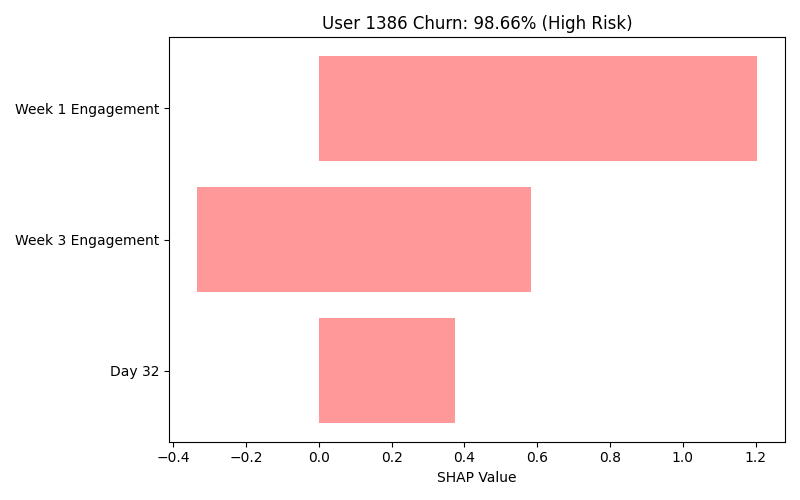 User 1386 Churn: 98.66% (High Risk)
Week 1 Engagement
Week 3 Engagement
Day 32
−0.4 −0.2 0.0 0.2 0.4 0.6 0.8 1.0 1.2
SHAP Value